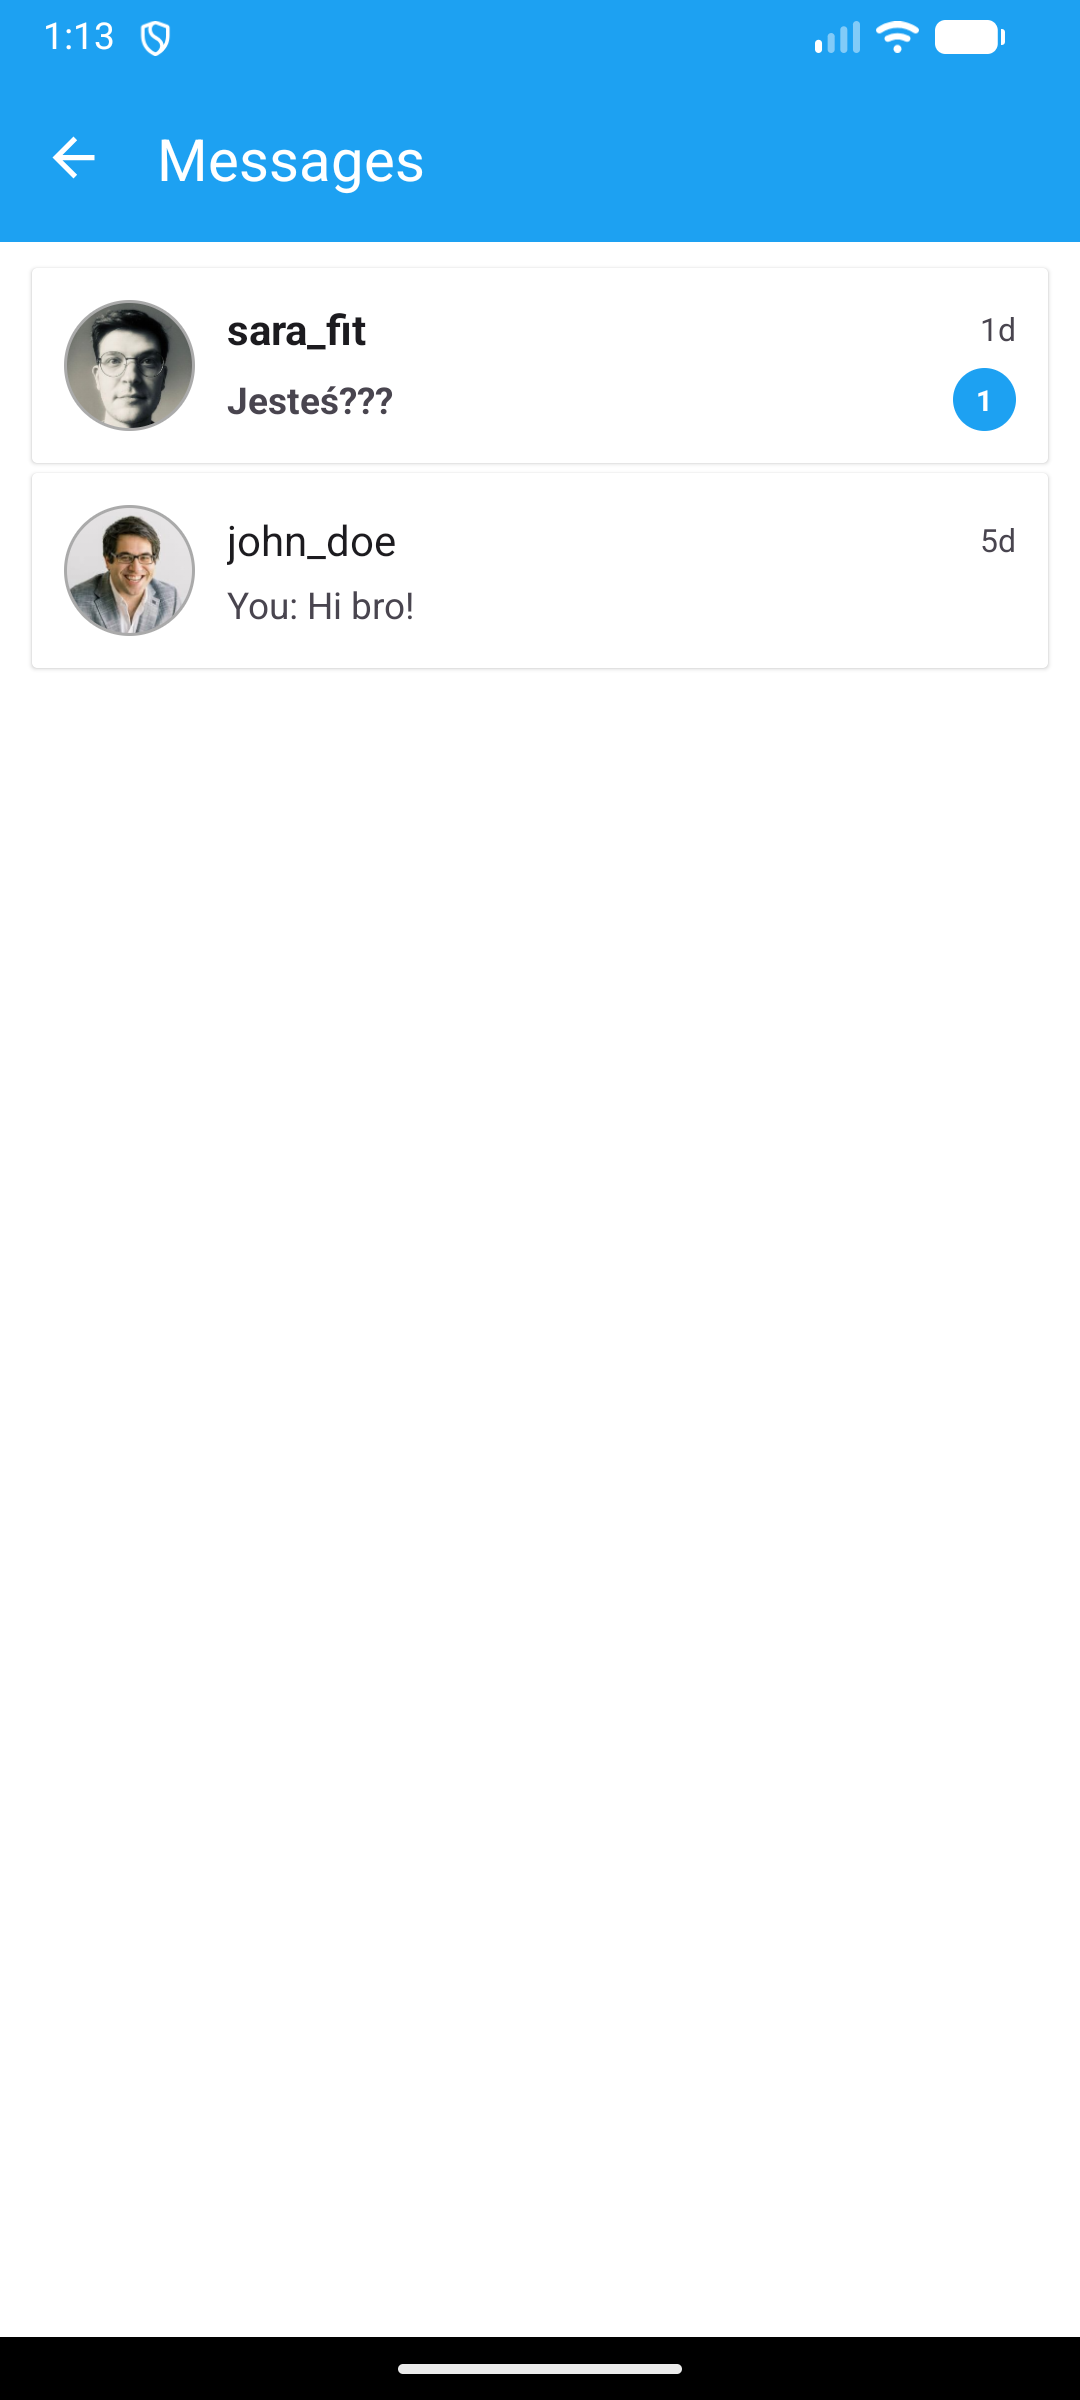 1:13
Messages
sara_fit
1d
Jesteś???
1
john_doe
5d
You: Hi bro!